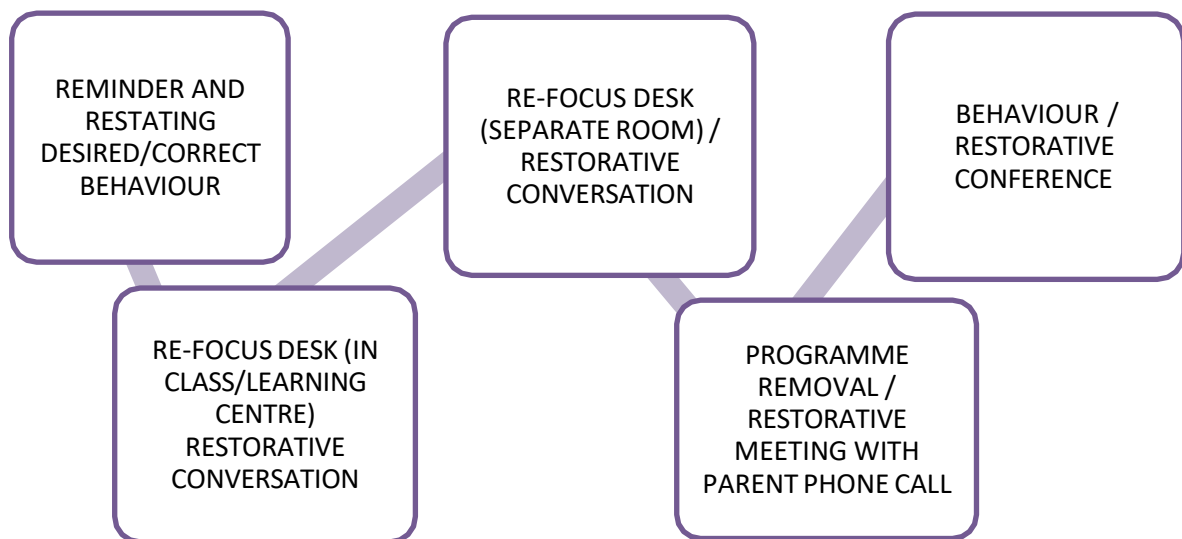 REMINDER AND
RESTATING
DESIRED/CORRECT
BEHAVIOUR
RE-FOCUS DESK (IN
CLASS/LEARNING
CENTRE)
RESTORATIVE
CONVERSATION
RE-FOCUS DESK
(SEPARATE ROOM) /
RESTORATIVE
CONVERSATION
PROGRAMME
REMOVAL /
RESTORATIVE
MEETING WITH
PARENT PHONE CALL
BEHAVIOUR /
RESTORATIVE
CONFERENCE